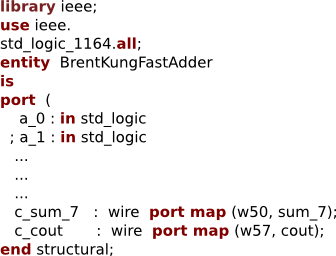 library ieee;
use ieee.
std_logic_1164.all;
entity BrentKungFastAdder
is
port (
a_0 : in std_logic
; a_1 : in std_logic
...
...
...
c_sum_7 : wire port map (w50, sum_7);
c_cout : wire port map (w57, cout);
end structural;